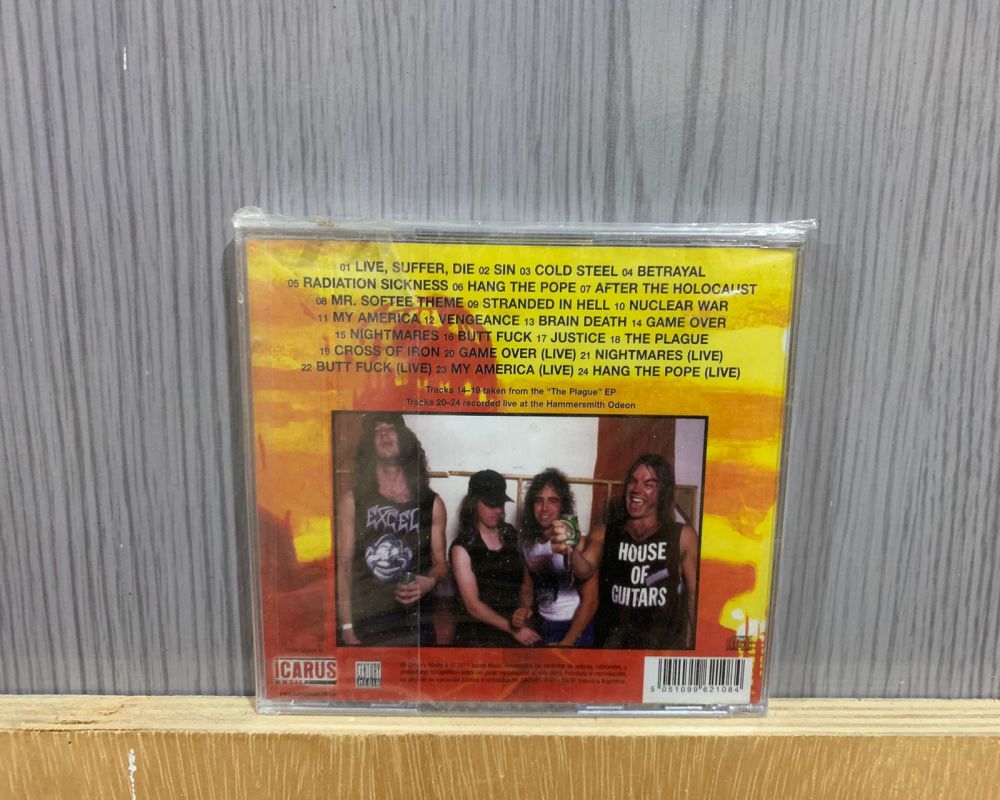 01 LIVE, SUFFER, DIE 02 SIN 03 COLD STEEL 04 BETRAYAL
05 RADIATION SICKNESS 06 HANG THE POPE 07 AFTER THE HOLOCAUST
08 MR. SOFTEE THEME 09 STRANDED IN HELL 10 NUCLEAR WAR
11 MY AMERICA 12 VENGEANCE 13 BRAIN DEATH 14 GAME OVER
15 NIGHTMARES 16 BUTT FUCK 17 JUSTICE 18 THE PLAGUE
19 CROSS OF IRON 20 GAME OVER (LIVE) 21 NIGHTMARES (LIVE)
22 BUTT FUCK (LIVE) 23 MY AMERICA (LIVE) 24 HANG THE POPE (LIVE)
Tracks 14–19 taken from the "The Plague" EP
Tracks 20–24 recorded live at the Hammersmith Odeon
EXCEL
HOUSE
OF
GUITARS
ICARUS
MUSIC
CENTURY
MEDIA
5 051099 621084